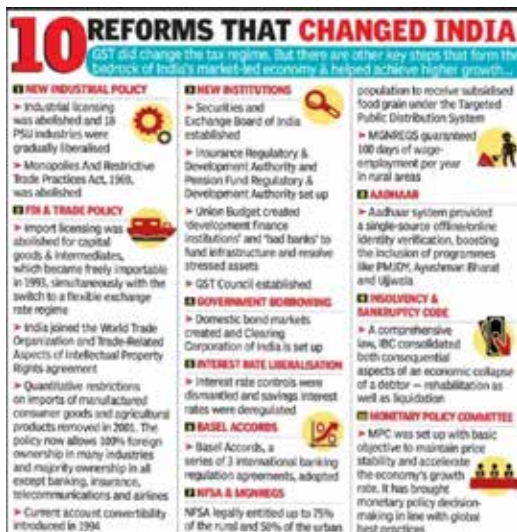 10 REFORMS THAT CHANGED INDIA
GST did change the tax regime. But there are other key steps that form the
bedrock of India's market-led economy & helped achieve higher growth...
1 NEW INDUSTRIAL POLICY
➤ Industrial licensing
was abolished and 18
PSU industries were
gradually liberalised
➤ Monopolies And Restrictive
Trade Practices Act, 1969,
was abolished
2 FDI & TRADE POLICY
➤ Import licensing was
abolished for capital
goods & intermediates,
which became freely importable
in 1993, simultaneously with the
switch to a flexible exchange
rate regime
➤ India joined the World Trade
Organization and Trade-Related
Aspects of Intellectual Property
Rights agreement
➤ Quantitative restrictions
on imports of manufactured
consumer goods and agricultural
products removed in 2001. The
policy now allows 100% foreign
ownership in many industries
and majority ownership in all
except banking, insurance,
telecommunications and airlines
➤ Current account convertibility
introduced in 1994
3 NEW INSTITUTIONS
➤ Securities and
Exchange Board of India
established
➤ Insurance Regulatory &
Development Authority and
Pension Fund Regulatory &
Development Authority set up
➤ Union Budget created
'development finance
institutions' and 'bad banks' to
fund infrastructure and resolve
stressed assets
➤ GST Council established
4 GOVERNMENT BORROWING
➤ Domestic bond markets
created and Clearing
Corporation of India is set up
5 INTEREST RATE LIBERALISATION
➤ Interest rate controls were
dismantled and savings interest
rates were deregulated
6 BASEL ACCORDS
➤ Basel Accords, a
series of 3 international banking
regulation agreements, adopted
7 NFSA & MGNREGS
NFSA legally entitled up to 75%
of the rural and 50% of the urban
population to receive subsidised
food grain under the Targeted
Public Distribution System
➤ MGNREGS guaranteed
100 days of wage-
employment per year
in rural areas
8 AADHAAR
➤ Aadhaar system provided
a single-source offline/online
identity verification, boosting
the inclusion of programmes
like PMJDY, Ayushman Bharat
and Ujjwala
9 INSOLVENCY &
BANKRUPTCY CODE
➤ A comprehensive
law, IBC consolidated
both consequential
aspects of an economic collapse
of a debtor — rehabilitation as
well as liquidation
10 MONETARY POLICY COMMITTEE
➤ MPC was set up with basic
objective to maintain price
stability and accelerate
the economy's growth
rate. It has brought
monetary policy decision-
making in line with global
best practices